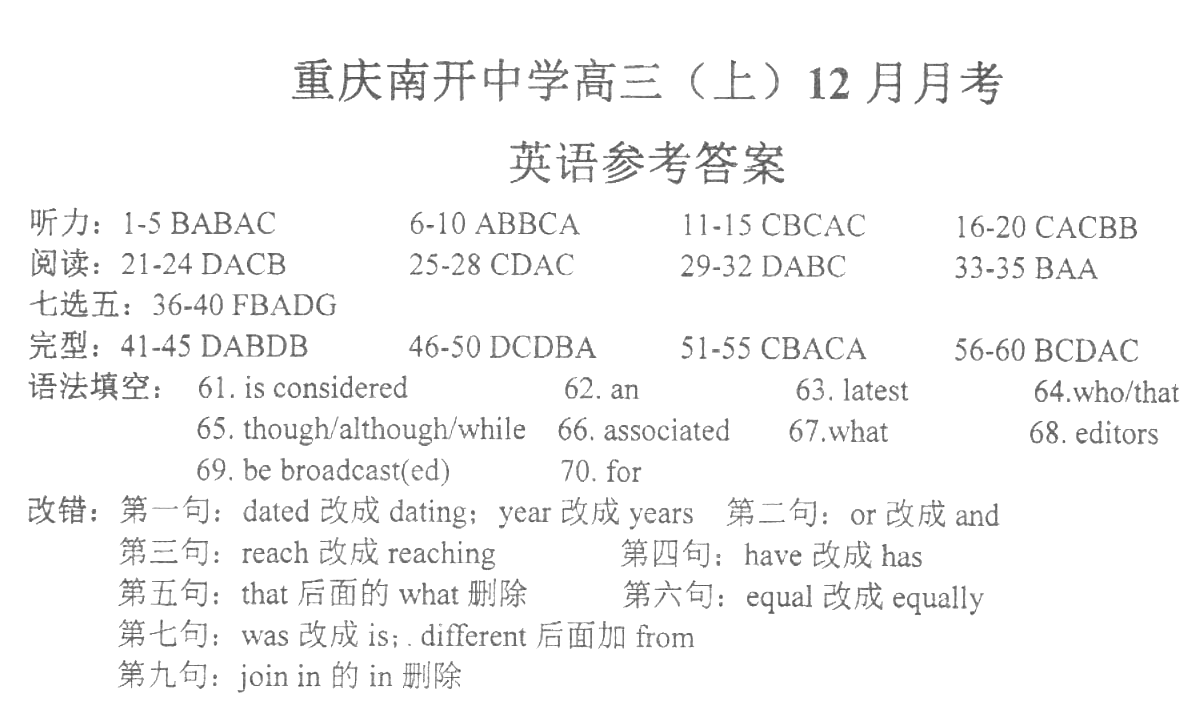 重庆南开中学高三（上）12 月月考
英语参考答案
听力：1-5 BABAC 6-10 ABBCA 11-15 CBCAC 16-20 CACBB
阅读：21-24 DACB 25-28 CDAC 29-32 DABC 33-35 BAA
七选五：36-40 FBADG
完型：41-45 DABDB 46-50 DCDBA 51-55 CBACA 56-60 BCDAC
语法填空： 61. is considered 62. an 63. latest 64.who/that
65. though/although/while 66. associated 67.what 68. editors
69. be broadcast(ed) 70. for
改错：第一句：dated 改成 dating；year 改成 years 第二句：or 改成 and
第三句：reach 改成 reaching 第四句：have 改成 has
第五句：that 后面的 what 删除 第六句：equal 改成 equally
第七句：was 改成 is；. different 后面加 from
第九句：join in 的 in 删除